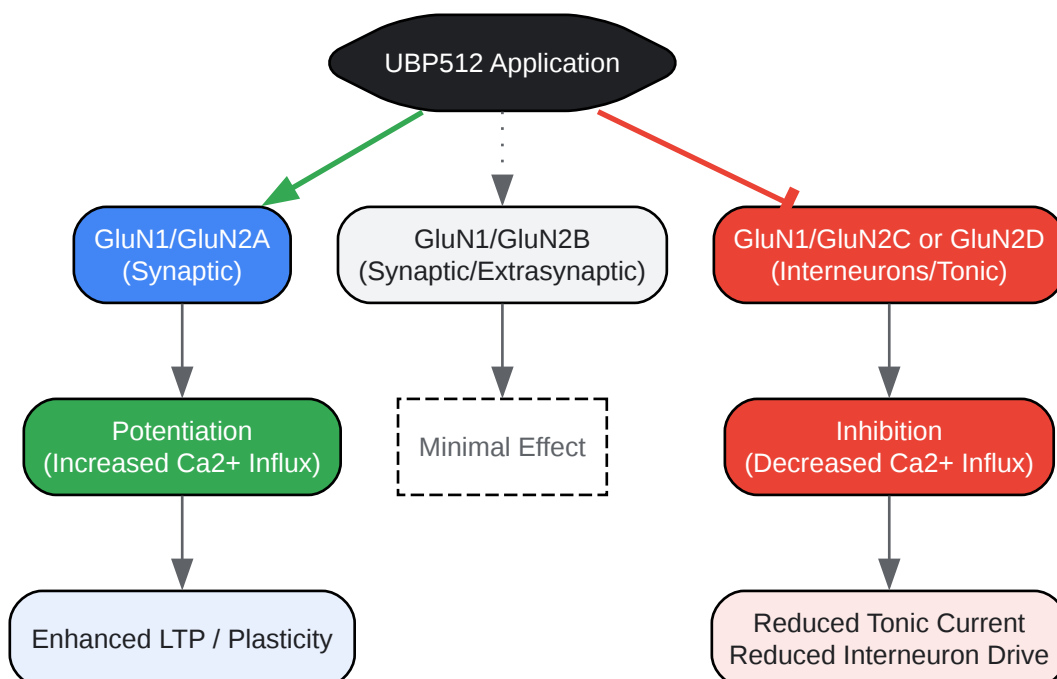 UBP512 Application
GluN1/GluN2A
(Synaptic)
GluN1/GluN2B
(Synaptic/Extrasynaptic)
GluN1/GluN2C or GluN2D
(Interneurons/Tonic)
Potentiation
(Increased Ca2+ Influx)
Minimal Effect
Inhibition
(Decreased Ca2+ Influx)
Enhanced LTP / Plasticity
Reduced Tonic Current
Reduced Interneuron Drive